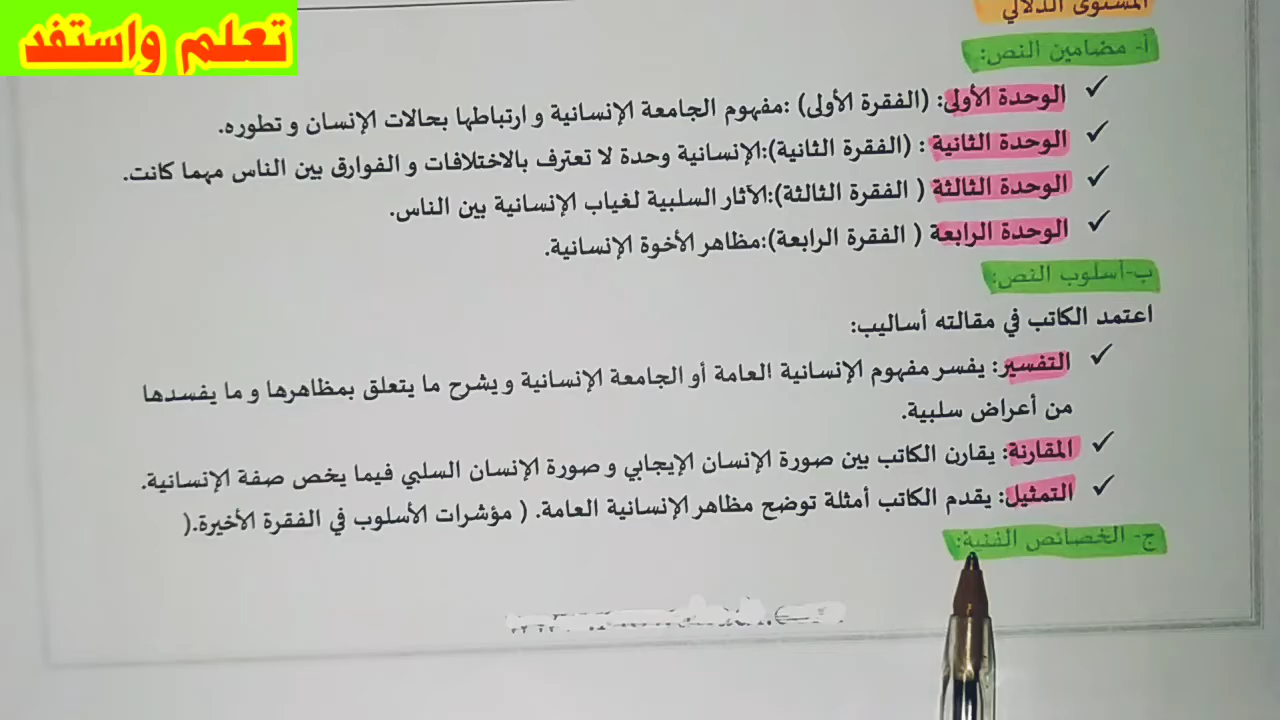 تعلم واستفد
المستوى الدلالي
أ- مضامين النص:
✓ الوحدة الأولى: (الفقرة الأولى) :مفهوم الجامعة الإنسانية و ارتباطها بحالات الإنسان و تطوره.
✓ الوحدة الثانية : (الفقرة الثانية):الإنسانية وحدة لا تعترف بالاختلافات و الفوارق بين الناس مهما كانت.
✓ الوحدة الثالثة ( الفقرة الثالثة):الآثار السلبية لغياب الإنسانية بين الناس.
✓ الوحدة الرابعة ( الفقرة الرابعة):مظاهر الأخوة الإنسانية.
ب-أسلوب النص:
اعتمد الكاتب في مقالته أساليب:
✓ التفسير: يفسر مفهوم الإنسانية العامة أو الجامعة الإنسانية و يشرح ما يتعلق بمظاهرها و ما يفسدها
من أعراض سلبية.
✓ المقارنة: يقارن الكاتب بين صورة الإنسان الإيجابي و صورة الإنسان السلبي فيما يخص صفة الإنسانية.
✓ التمثيل: يقدم الكاتب أمثلة توضح مظاهر الإنسانية العامة. ( مؤشرات الأسلوب في الفقرة الأخيرة.(
ج- الخصائص الفنية: